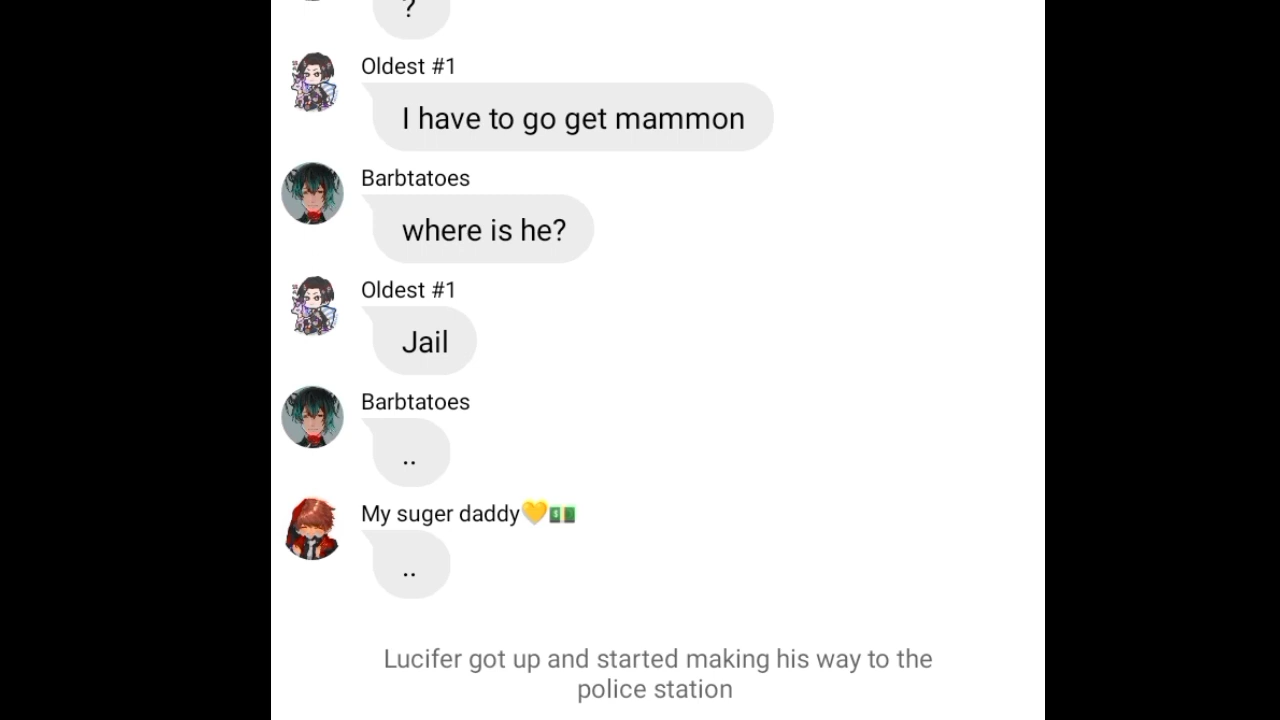 ?
Oldest #1
I have to go get mammon
Barbtatoes
where is he?
Oldest #1
Jail
Barbtatoes
..
My suger daddy💛💵
..
Lucifer got up and started making his way to the
police station